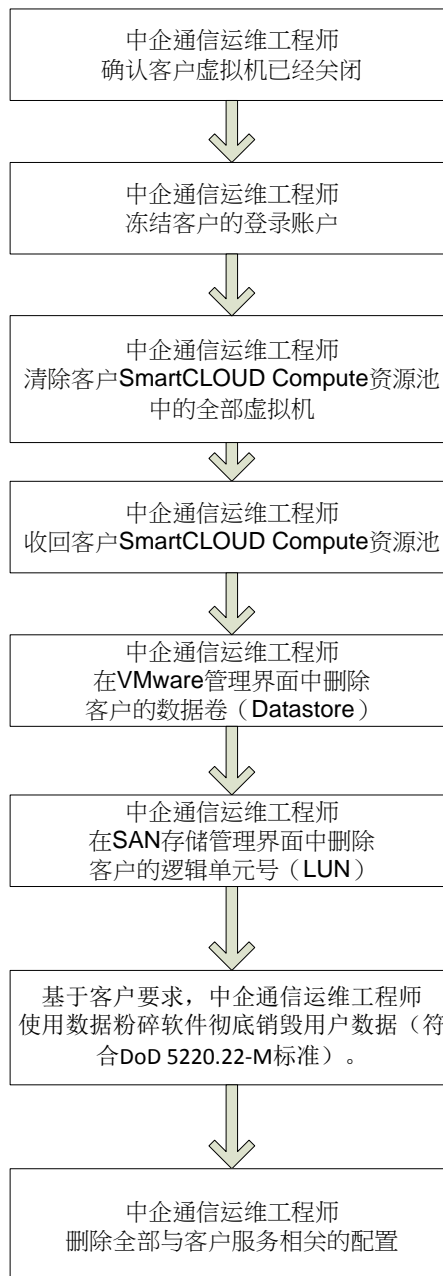 中企通信运维工程师
确认客户虚拟机已经关闭
中企通信运维工程师
冻结客户的登录账户
中企通信运维工程师
清除客户SmartCLOUD Compute资源池
中的全部虚拟机
中企通信运维工程师
收回客户SmartCLOUD Compute资源池
中企通信运维工程师
在VMware管理界面中删除
客户的数据卷（Datastore）
中企通信运维工程师
在SAN存储管理界面中删除
客户的逻辑单元号（LUN）
基于客户要求，中企通信运维工程师
使用数据粉碎软件彻底销毁用户数据（符
合DoD 5220.22-M标准）。
中企通信运维工程师
删除全部与客户服务相关的配置